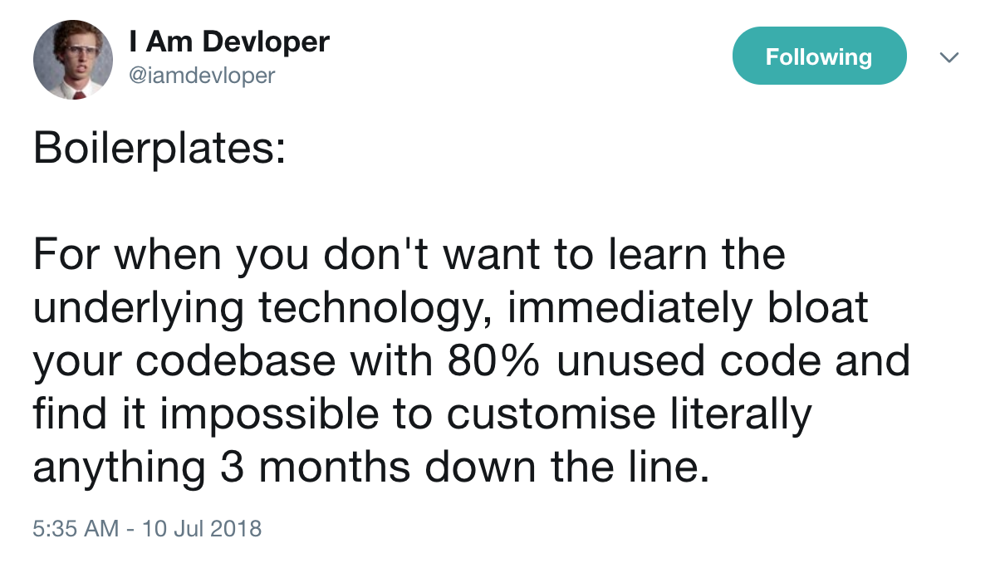 I Am Devloper
@iamdevloper
Following
Boilerplates:
For when you don't want to learn the
underlying technology, immediately bloat
your codebase with 80% unused code and
find it impossible to customise literally
anything 3 months down the line.
5:35 AM - 10 Jul 2018